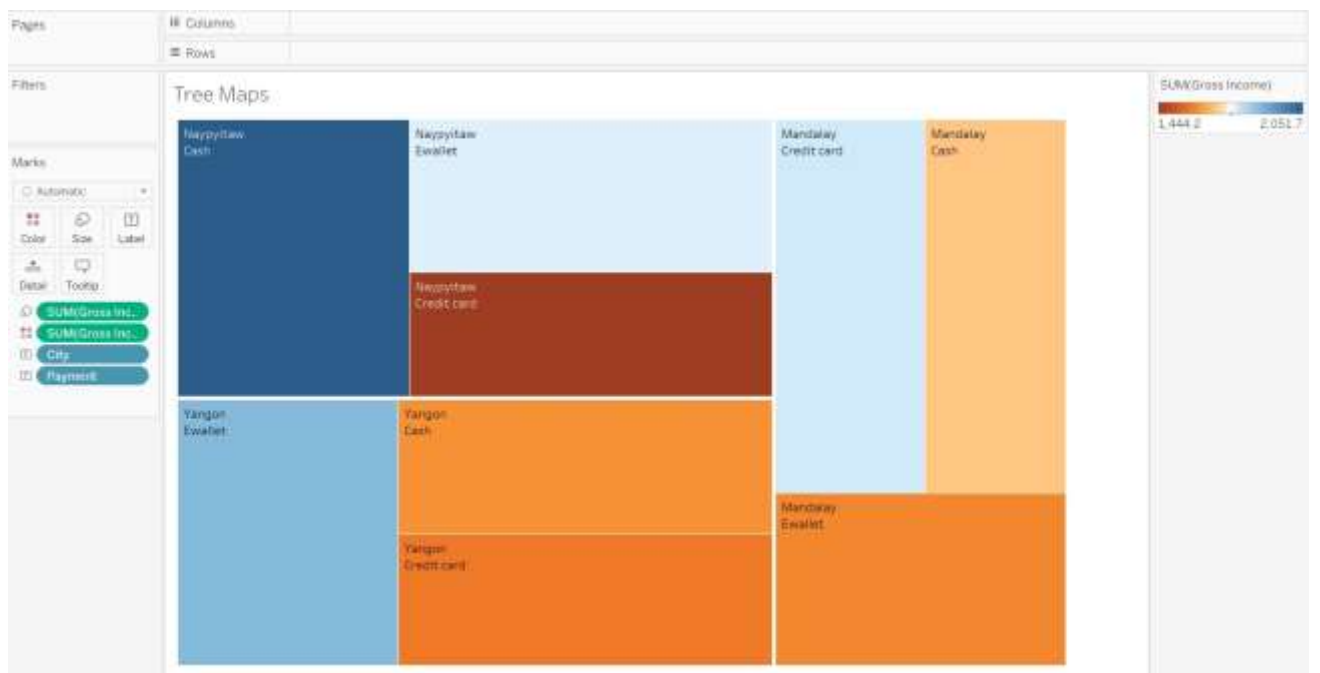 Pages
Columns
Rows
Filters
Tree Maps
SUM(Gross Income)
1,444.2 2,051.7
Marks
Automatic
Color Size Label
Detail Tooltip
SUM(Gross Inc..
SUM(Gross Inc..
City
Payment
Naypyitaw
Cash
Naypyitaw
Ewallet
Naypyitaw
Credit card
Mandalay
Credit card
Mandalay
Cash
Yangon
Ewallet
Yangon
Cash
Yangon
Credit card
Mandalay
Ewallet